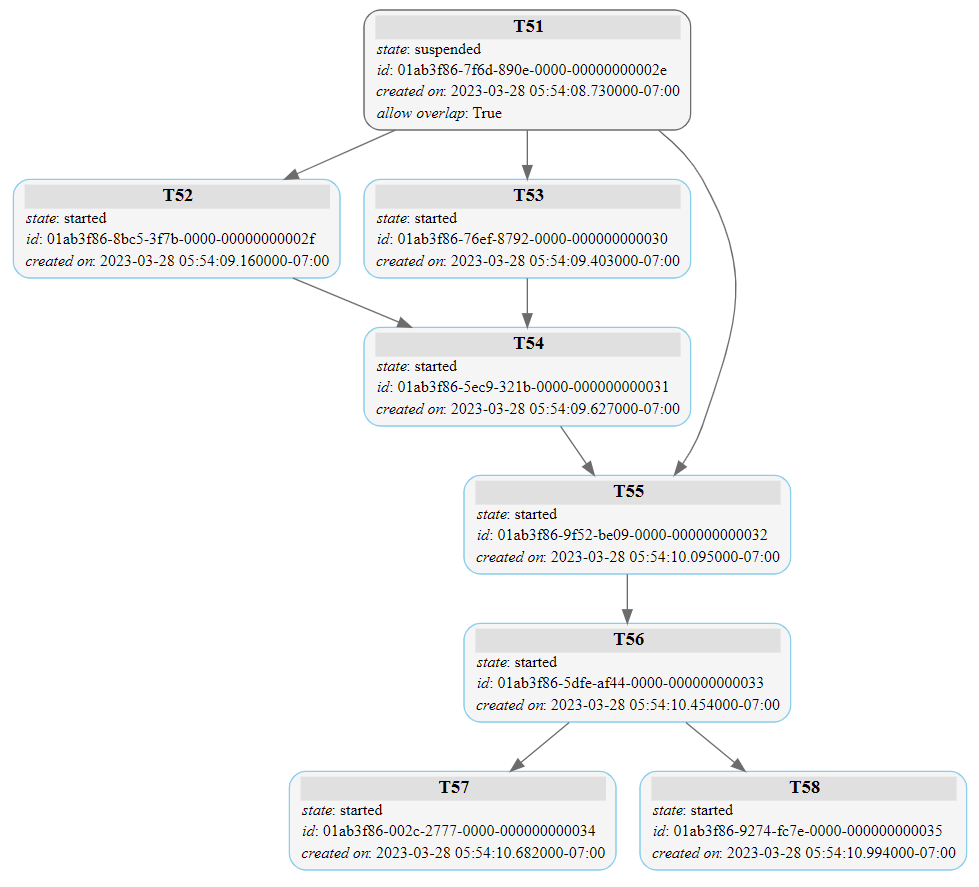 T51
state: suspended
id: 01ab3f86-7f6d-890e-0000-00000000002e
created on: 2023-03-28 05:54:08.730000-07:00
allow overlap: True
T52
state: started
id: 01ab3f86-8bc5-3f7b-0000-00000000002f
created on: 2023-03-28 05:54:09.160000-07:00
T53
state: started
id: 01ab3f86-76ef-8792-0000-000000000030
created on: 2023-03-28 05:54:09.403000-07:00
T54
state: started
id: 01ab3f86-5ec9-321b-0000-000000000031
created on: 2023-03-28 05:54:09.627000-07:00
T55
state: started
id: 01ab3f86-9f52-be09-0000-000000000032
created on: 2023-03-28 05:54:10.095000-07:00
T56
state: started
id: 01ab3f86-5dfe-af44-0000-000000000033
created on: 2023-03-28 05:54:10.454000-07:00
T57
state: started
id: 01ab3f86-002c-2777-0000-000000000034
created on: 2023-03-28 05:54:10.682000-07:00
T58
state: started
id: 01ab3f86-9274-fc7e-0000-000000000035
created on: 2023-03-28 05:54:10.994000-07:00